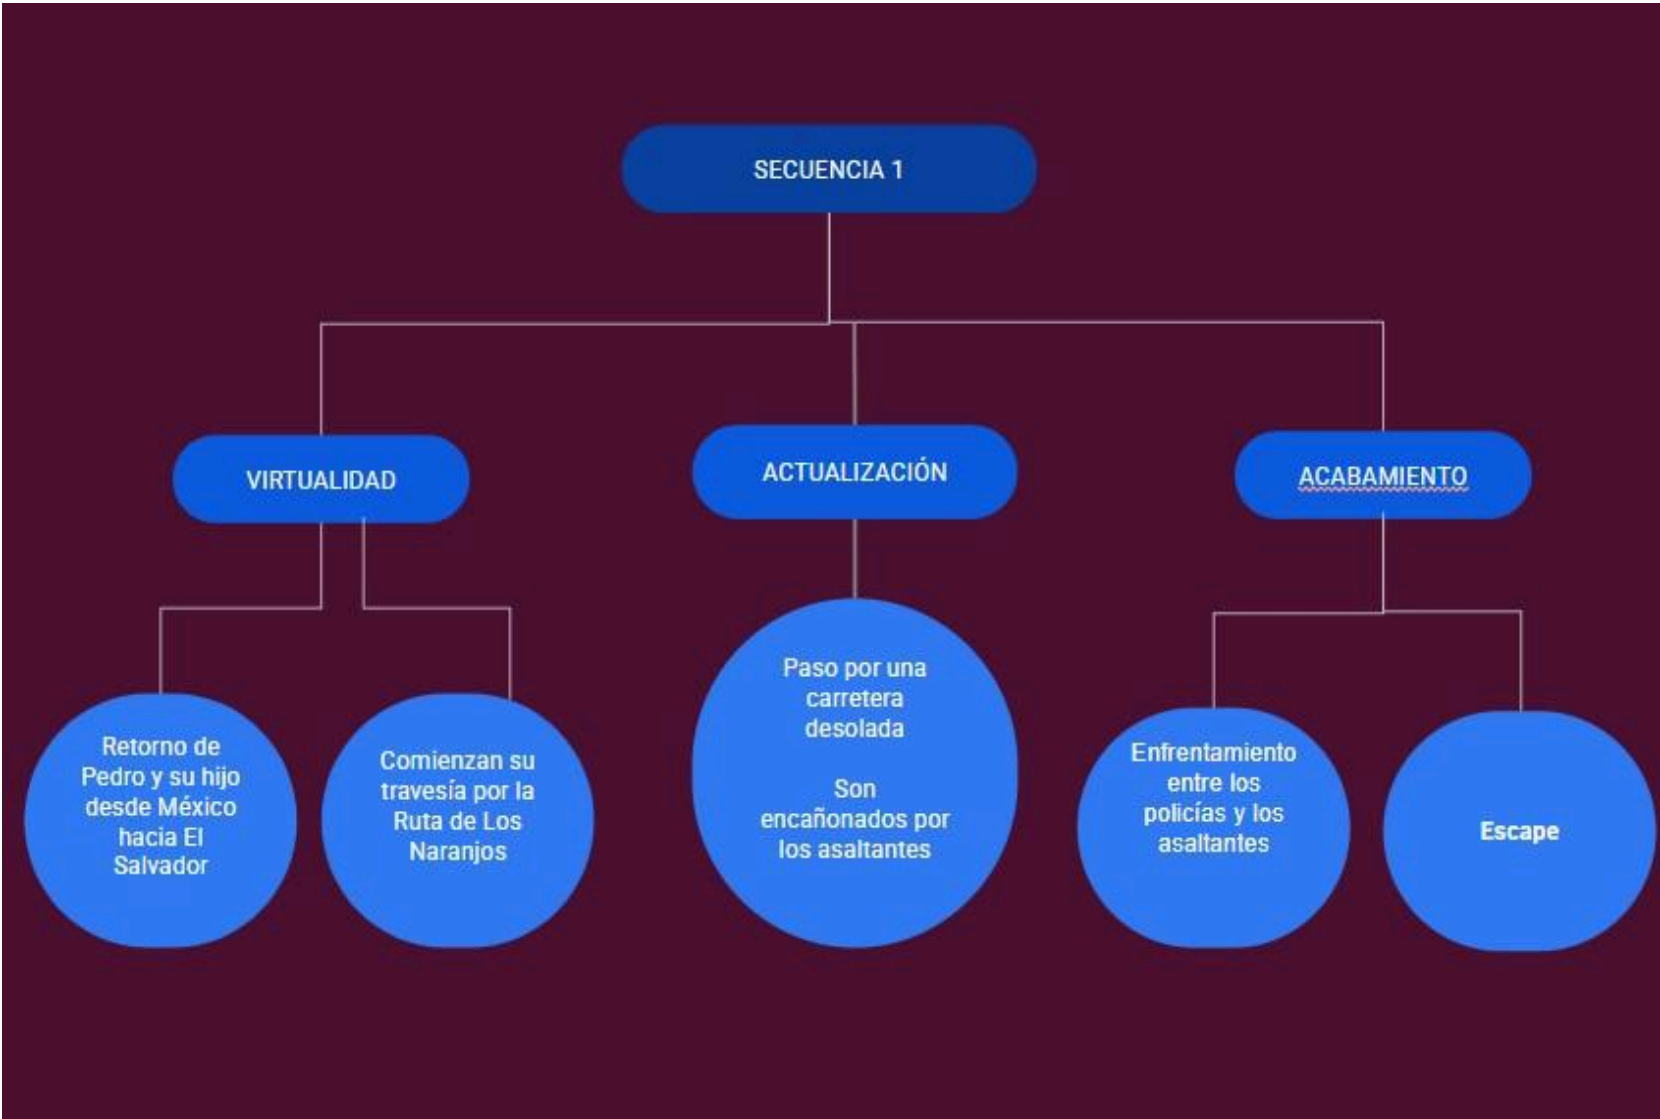 SECUENCIA 1
VIRTUALIDAD
ACTUALIZACIÓN
ACABAMIENTO
Retorno de
Pedro y su hijo
desde México
hacia El
Salvador
Comienzan su
travesía por la
Ruta de Los
Naranjos
Paso por una
carretera
desolada
Son
encañonados por
los asaltantes
Enfrentamiento
entre los
policías y los
asaltantes
Escape